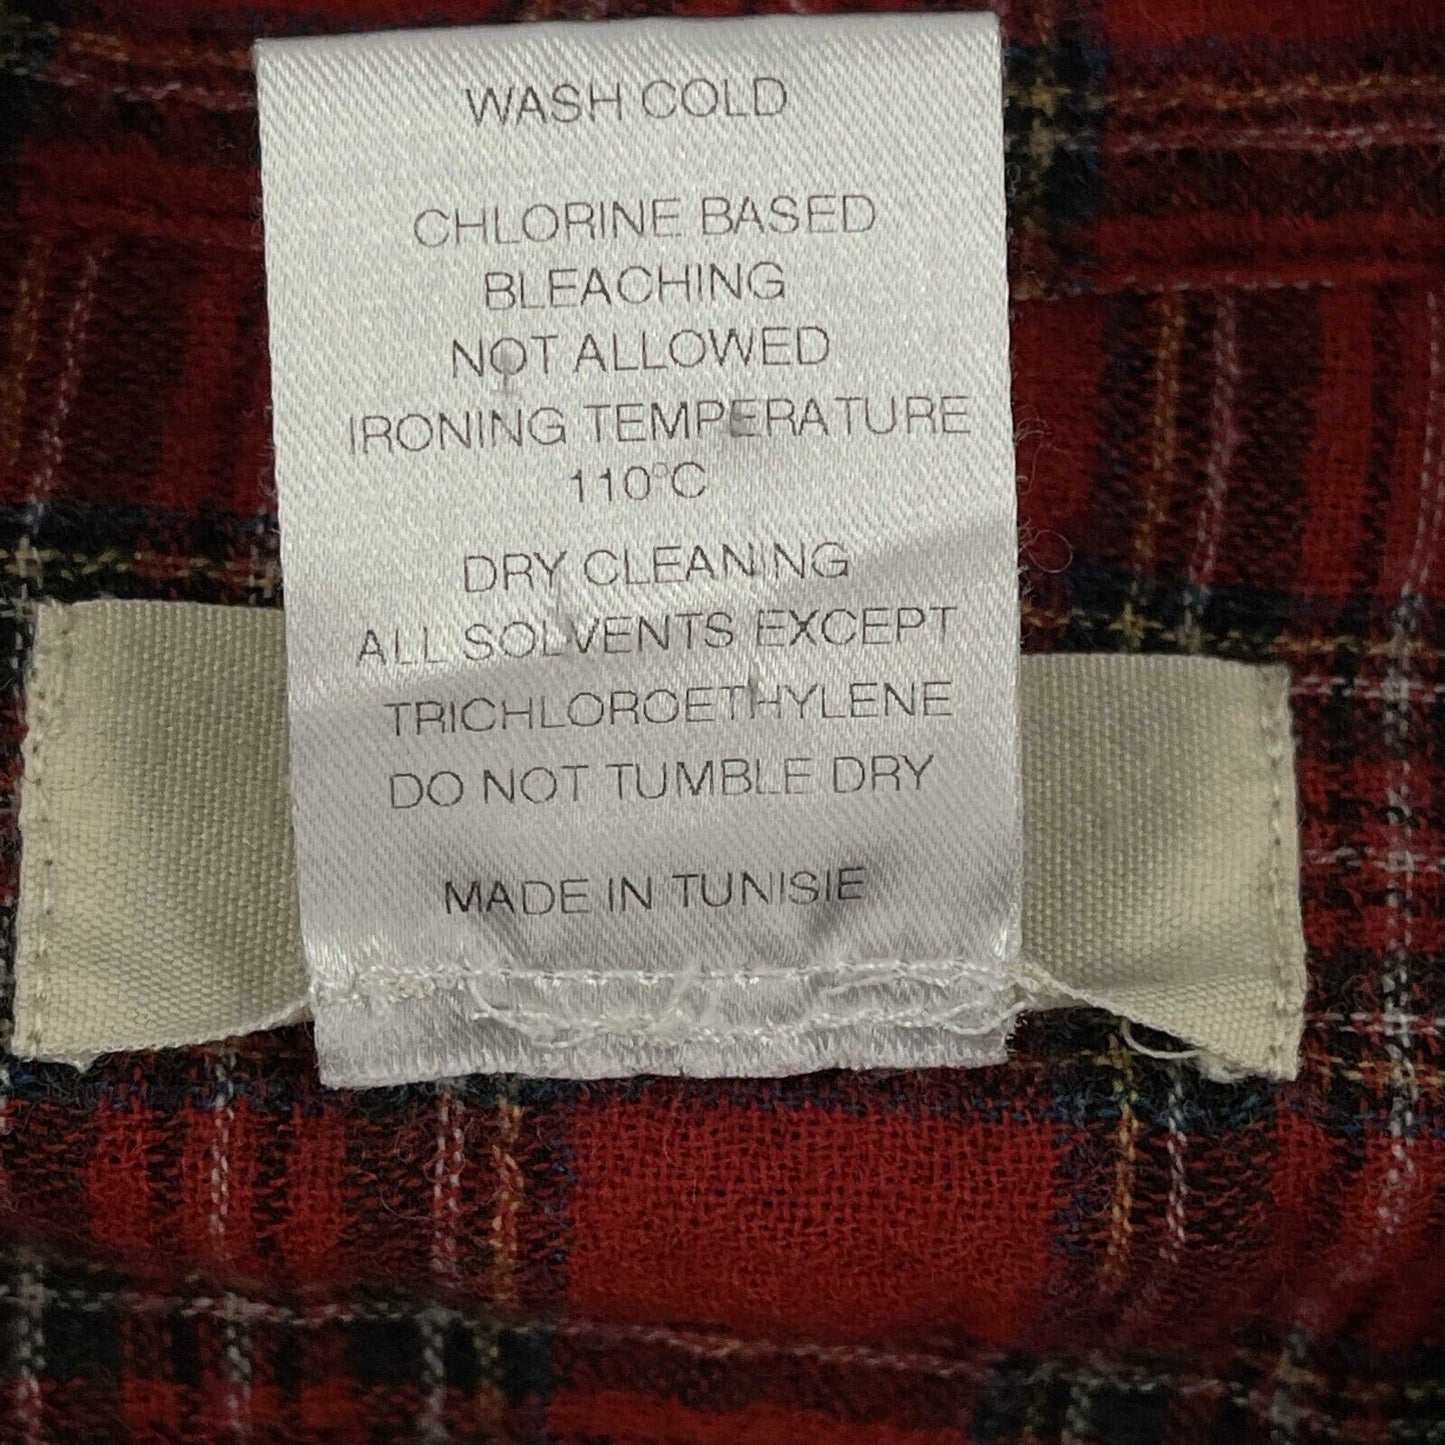 WASH COLD
CHLORINE BASED
BLEACHING
NOT ALLOWED
IRONING TEMPERATURE
110°C
DRY CLEANING
ALL SOLVENTS EXCEPT
TRICHLOROETHYLENE
DO NOT TUMBLE DRY
MADE IN TUNISIE